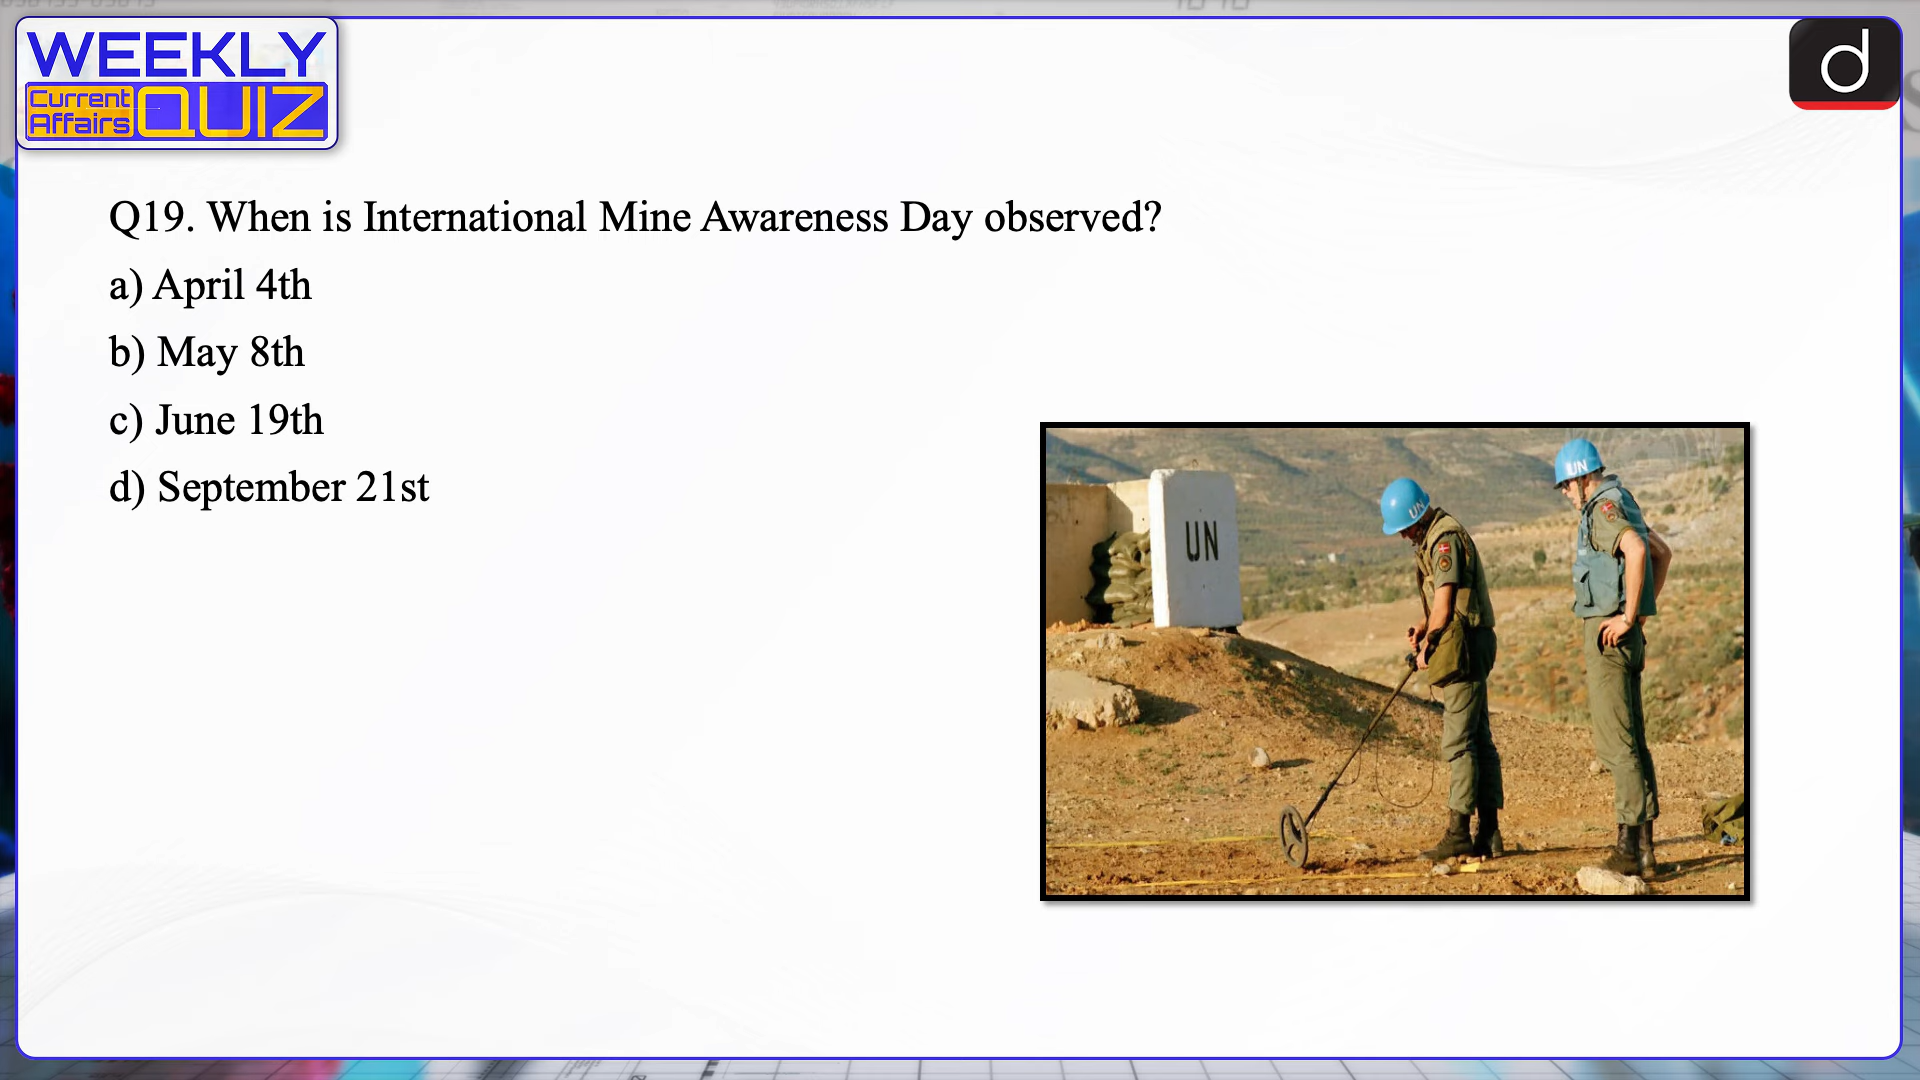 WEEKLY
Current
Affairs
QUIZ
d
Q19. When is International Mine Awareness Day observed?
a) April 4th
b) May 8th
c) June 19th
d) September 21st
UN
UN
UN